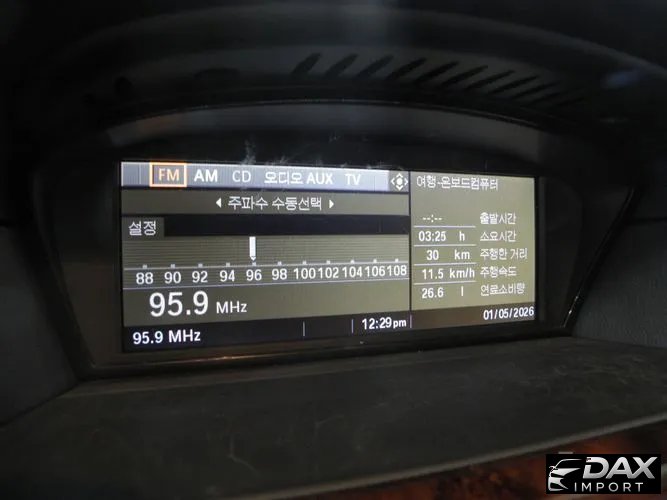 FM AM CD 오디오 AUX TV
주파수 수동선택
설정
88 90 92 94 96 98 100 102 104 106 108
95.9 MHz
95.9 MHz 12:29 pm
여행-온보드컴퓨터
--:-- 출발시간
03:25 h 소요시간
30 km 주행한 거리
11.5 km/h 주행속도
26.6 l 연료소비량
01/05/2026
DAX
IMPORT